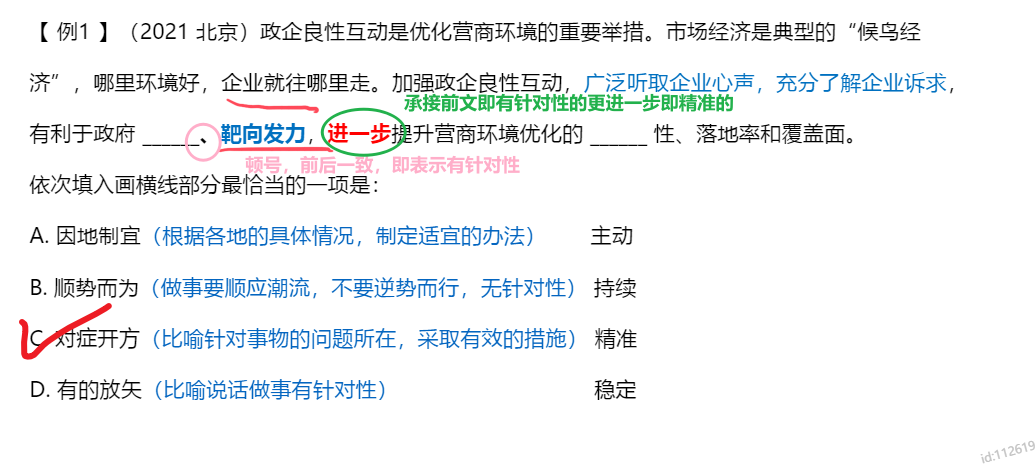 【 例1 】（2021 北京）政企良性互动是优化营商环境的重要举措。市场经济是典型的“候鸟经
济”，哪里环境好，企业就往哪里走。加强政企良性互动，广泛听取企业心声，充分了解企业诉求，
承接前文即有针对性的更进一步即精准的
有利于政府 ______、靶向发力，进一步提升营商环境优化的 ______ 性、落地率和覆盖面。
顿号，前后一致，即表示有针对性
依次填入画横线部分最恰当的一项是：
A. 因地制宜（根据各地的具体情况，制定适宜的办法） 主动
B. 顺势而为（做事要顺应潮流，不要逆势而行，无针对性） 持续
C. 对症开方（比喻针对事物的问题所在，采取有效的措施） 精准
D. 有的放矢（比喻说话做事有针对性） 稳定
id:112619